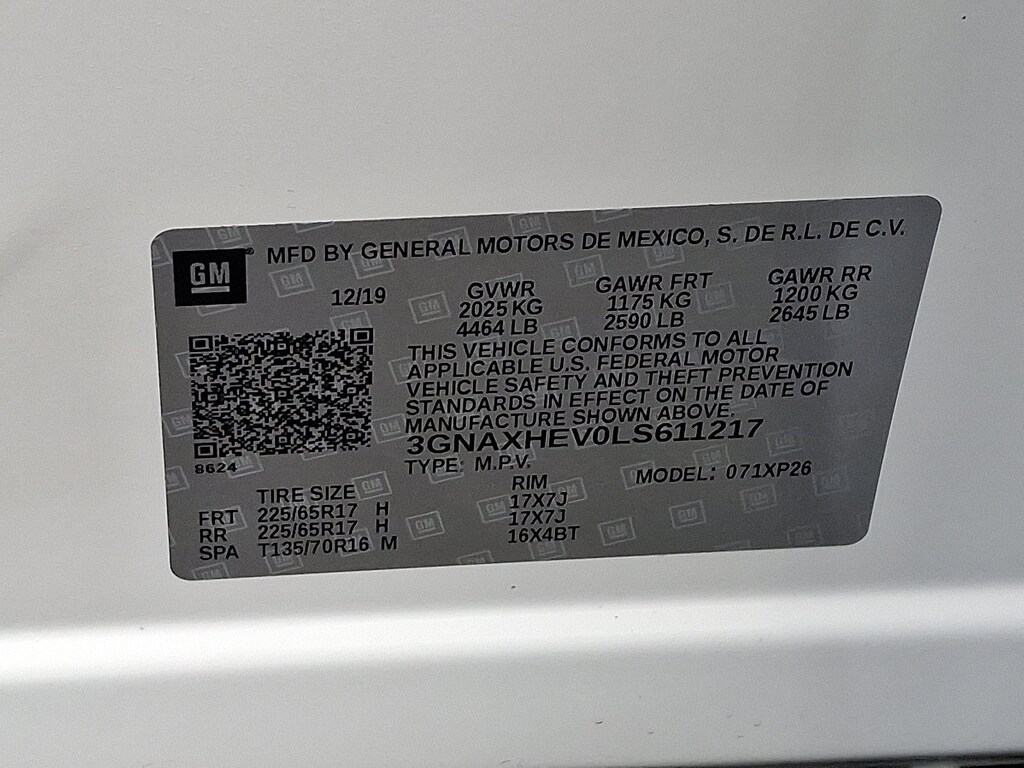 GM MFD BY GENERAL MOTORS DE MEXICO, S. DE R.L. DE C.V.
12/19 GVWR GAWR FRT GAWR RR
2025 KG 1175 KG 1200 KG
4464 LB 2590 LB 2645 LB
THIS VEHICLE CONFORMS TO ALL
APPLICABLE U.S. FEDERAL MOTOR
VEHICLE SAFETY AND THEFT PREVENTION
STANDARDS IN EFFECT ON THE DATE OF
MANUFACTURE SHOWN ABOVE.
3GNAXHEV0LS611217
8624 TYPE: M.P.V. MODEL: 071XP26
TIRE SIZE RIM
FRT 225/65R17 H 17X7J
RR 225/65R17 H 17X7J
SPA T135/70R16 M 16X4BT